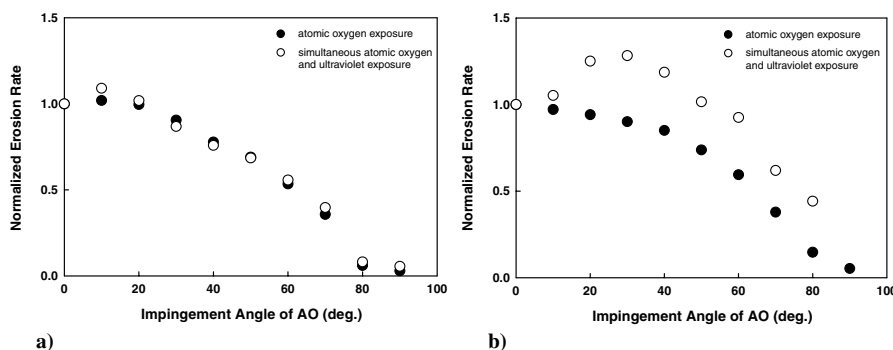 1.5
1.0
0.5
0.0
0 20 40 60 80 100
Normalized Erosion Rate
Impingement Angle of AO (deg.)
atomic oxygen exposure
simultaneous atomic oxygen
and ultraviolet exposure
a)
1.5
1.0
0.5
0.0
0 20 40 60 80 100
Normalized Erosion Rate
Impingement Angle of AO (deg.)
atomic oxygen exposure
simultaneous atomic oxygen
and ultraviolet exposure
b)